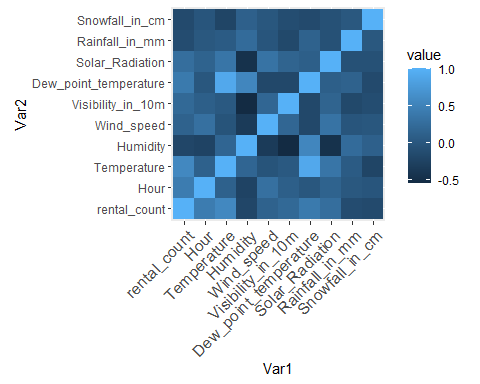 Snowfall_in_cm
Rainfall_in_mm
Solar_Radiation
Dew_point_temperature
Visibility_in_10m
Wind_speed
Humidity
Temperature
Hour
rental_count
Var2
value
1.0
0.5
0.0
-0.5
rental_count
Hour
Temperature
Humidity
Wind_speed
Visibility_in_10m
Dew_point_temperature
Solar_Radiation
Rainfall_in_mm
Snowfall_in_cm
Var1